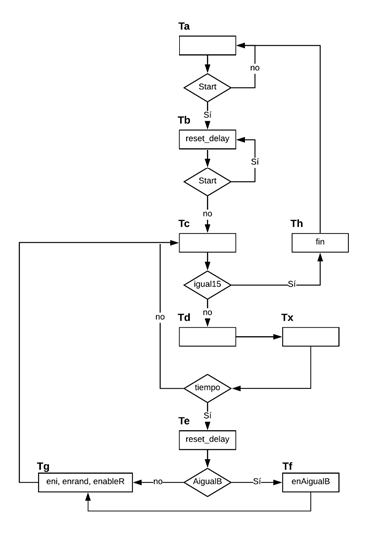 Ta
no
Start
Sí
Tb
reset_delay
Sí
Start
no
Tc
Th
fin
igual15
Sí
no
Td
Tx
no
tiempo
Sí
Te
reset_delay
Tg
Tf
eni, enrand, enableR
no
AigualB
Sí
enAigualB